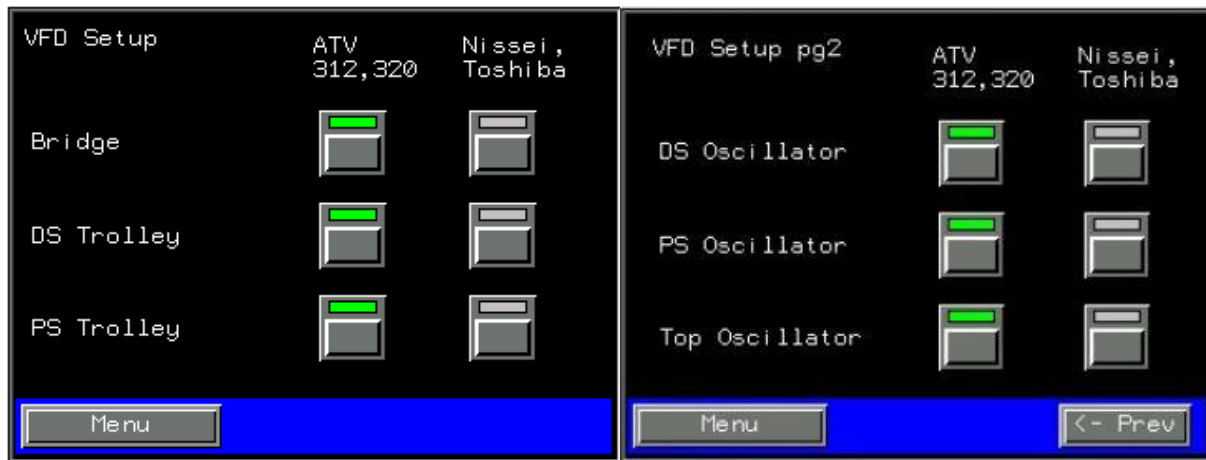 VFD Setup
ATV
312,320
Nissei,
Toshiba
Bridge
DS Trolley
PS Trolley
Menu
VFD Setup pg2
ATV
312,320
Nissei,
Toshiba
DS Oscillator
PS Oscillator
Top Oscillator
Menu
<- Prev